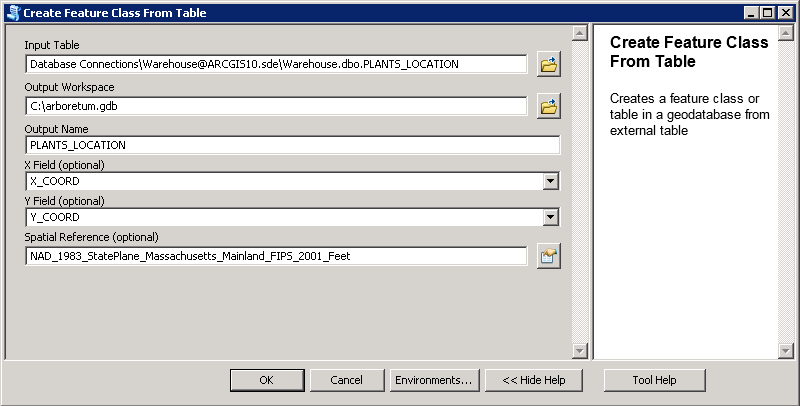 Create Feature Class From Table
Input Table
Database Connections\Warehouse@ARCGIS10.sde\Warehouse.dbo.PLANTS_LOCATION
Output Workspace
C:\arboretum.gdb
Output Name
PLANTS_LOCATION
X Field (optional)
X_COORD
Y Field (optional)
Y_COORD
Spatial Reference (optional)
NAD_1983_StatePlane_Massachusetts_Mainland_FIPS_2001_Feet
Create Feature Class
From Table
Creates a feature class or
table in a geodatabase from
external table
OK
Cancel
Environments...
<< Hide Help
Tool Help